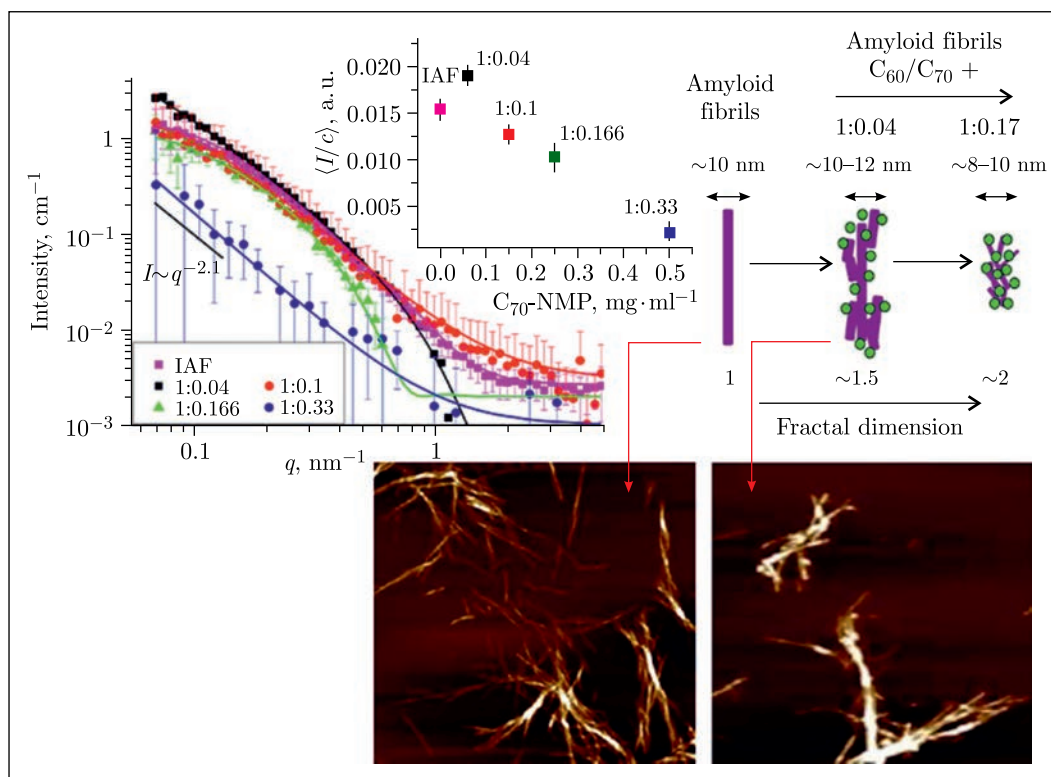 1
10⁻¹
10⁻²
10⁻³
Intensity, cm⁻¹
0.1
1
q, nm⁻¹
I∼q⁻²·¹
IAF
1:0.04
1:0.1
1:0.166
1:0.33
0.020
0.015
0.010
0.005
⟨I/c⟩, a. u.
IAF
1:0.04
1:0.1
1:0.166
1:0.33
0.0 0.1 0.2 0.3 0.4 0.5
C₇₀-NMP, mg·ml⁻¹
Amyloid
fibrils
Amyloid fibrils
C₆₀/C₇₀ +
1:0.04
1:0.17
∼10 nm
∼10–12 nm
∼8–10 nm
1
∼1.5
∼2
Fractal dimension